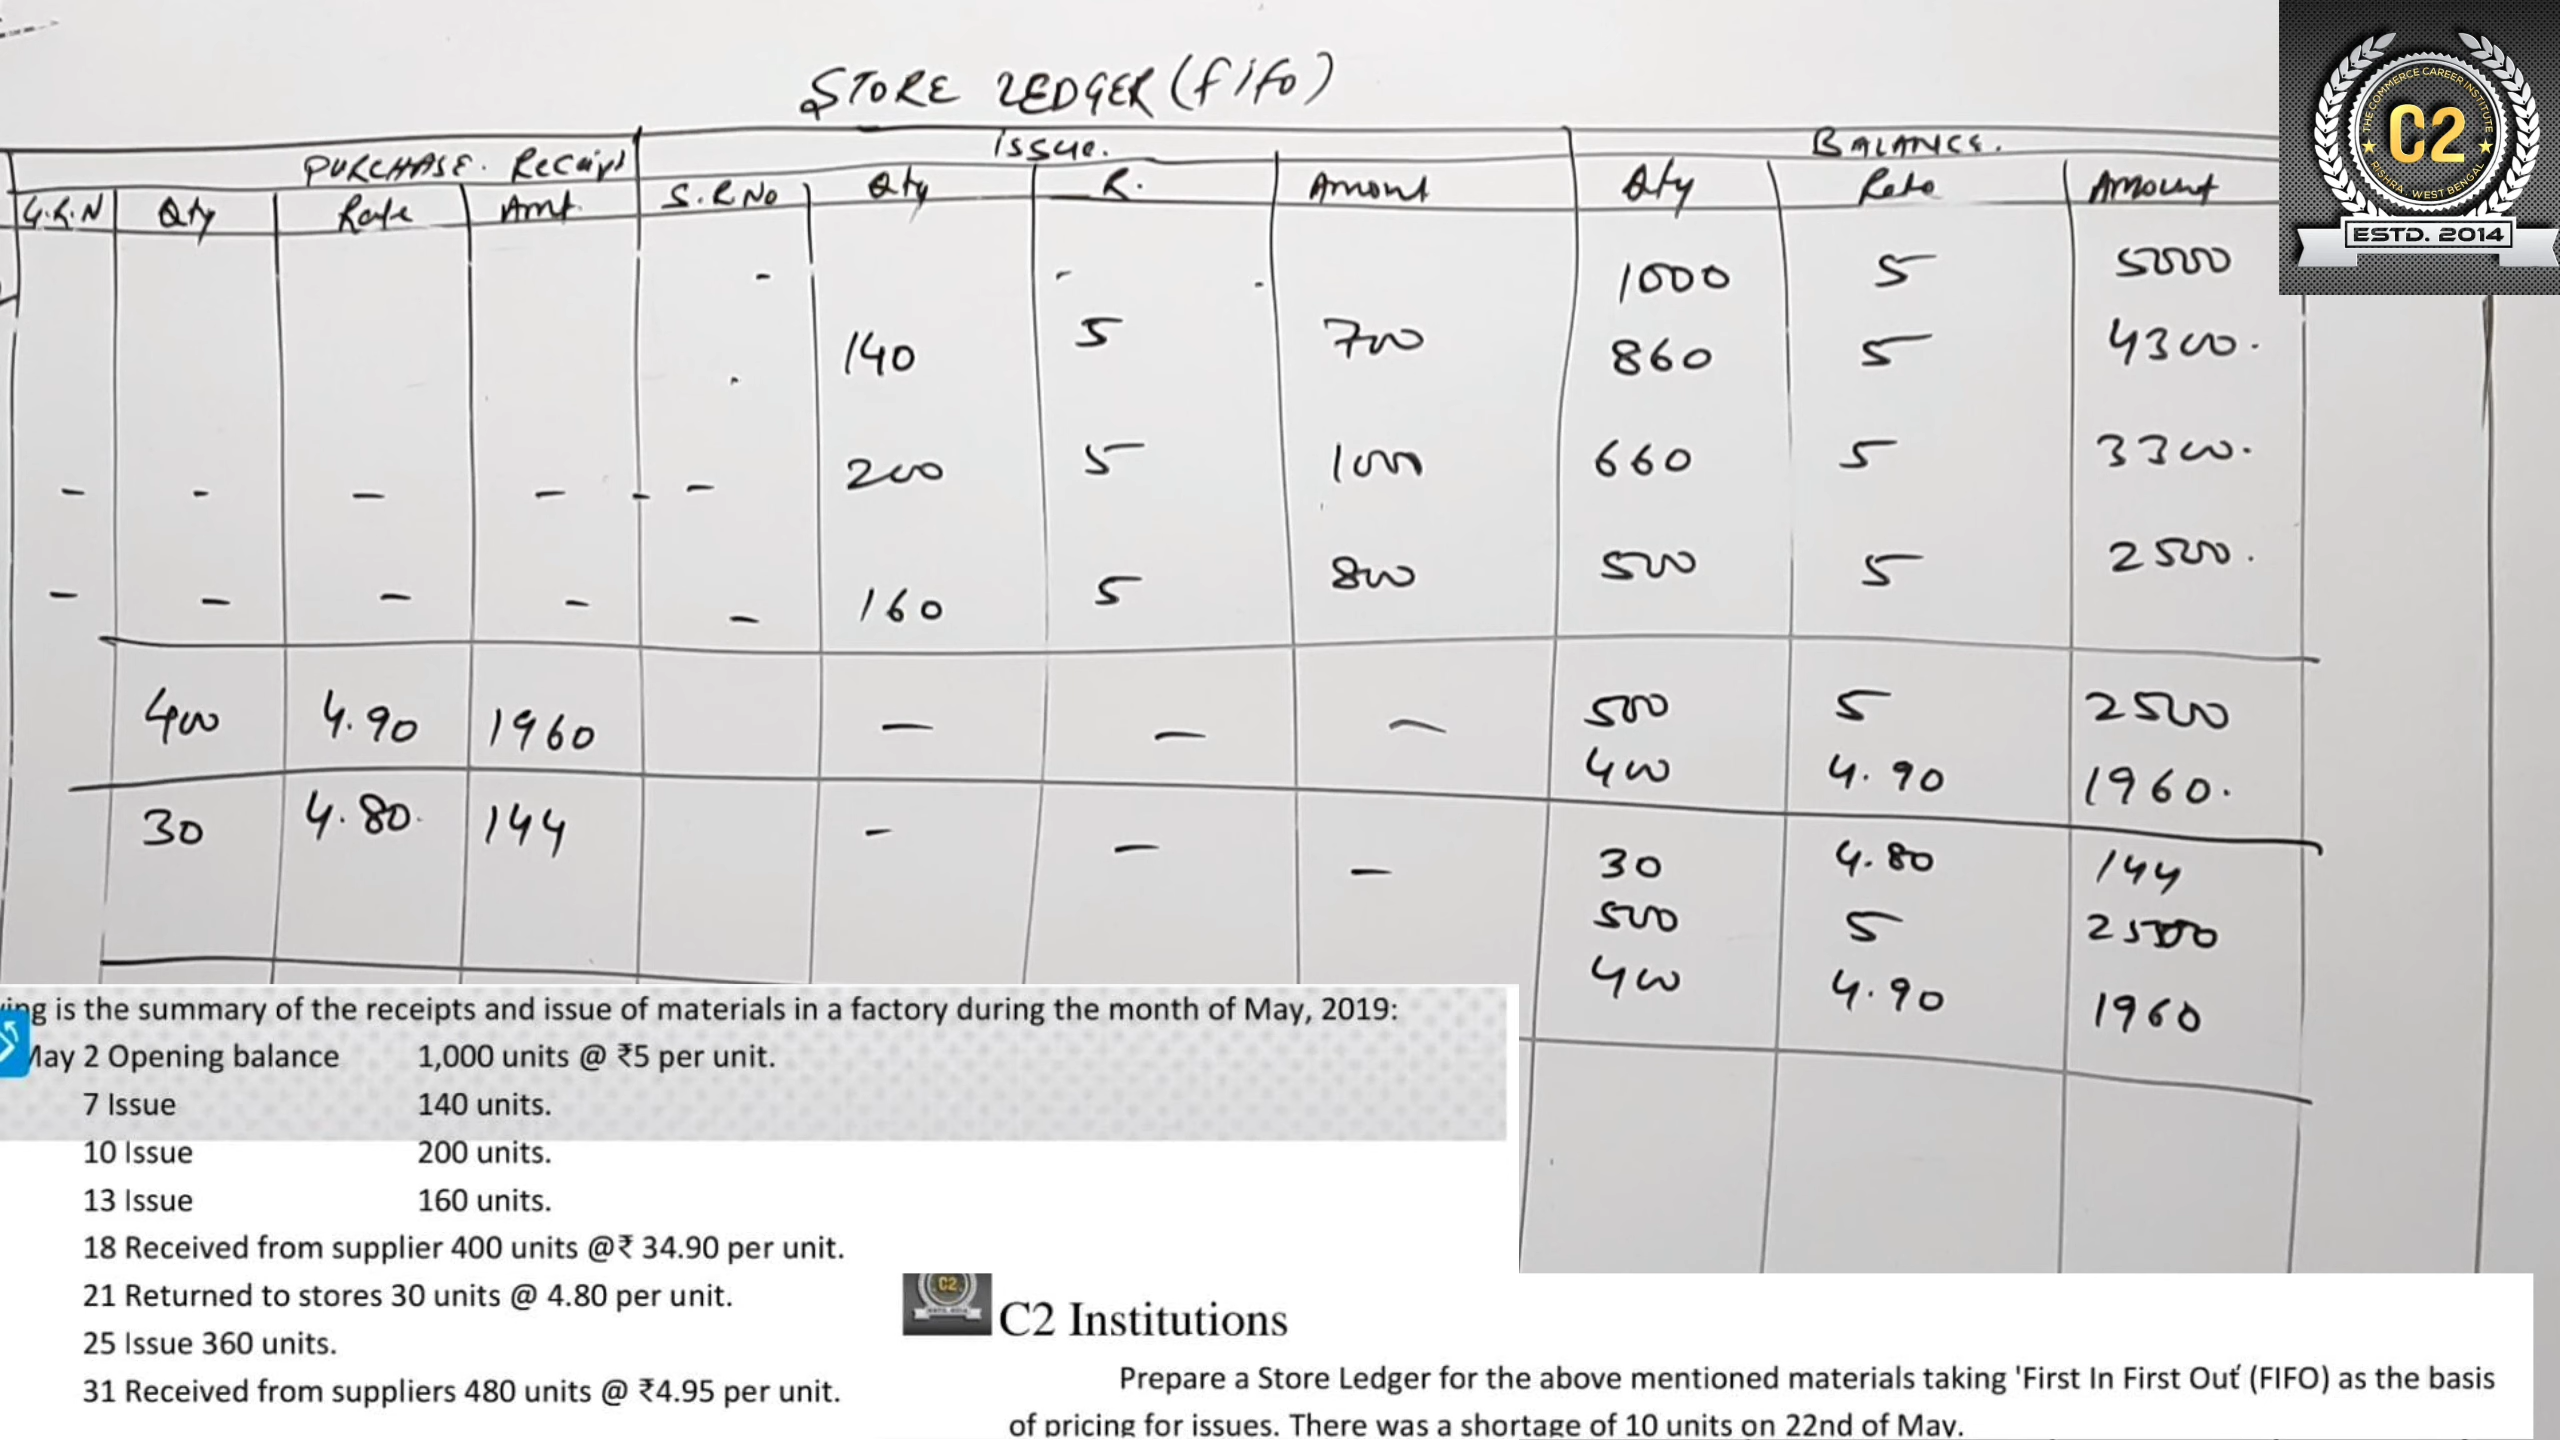 STORE LEDGER (FIFO)
PURCHASE. Receipt Issue. BALANCE.
G.R.N Qty Rate Amt. S.R No Qty R. Amount Qty Rate Amount
- - - 1000 5 5000
140 5 700 860 5 4300.
- - - - - - 200 5 1000 660 5 3300.
- - - - - 160 5 800 500 5 2500.
400 4.90 1960 - - - 500 5 2500
400 4.90 1960.
30 4.80. 144 - - - 30 4.80 144
500 5 2500
400 4.90 1960
THE COMMERCE CAREER INSTITUTE
C2
RISHRA, WEST BENGAL
ESTD. 2014
ing is the summary of the receipts and issue of materials in a factory during the month of May, 2019:
May 2 Opening balance 1,000 units @ ₹5 per unit.
7 Issue 140 units.
10 Issue 200 units.
13 Issue 160 units.
18 Received from supplier 400 units @₹ 34.90 per unit.
21 Returned to stores 30 units @ 4.80 per unit.
25 Issue 360 units.
31 Received from suppliers 480 units @ ₹4.95 per unit.
C2
C2 Institutions
Prepare a Store Ledger for the above mentioned materials taking 'First In First Out' (FIFO) as the basis
of pricing for issues. There was a shortage of 10 units on 22nd of May.